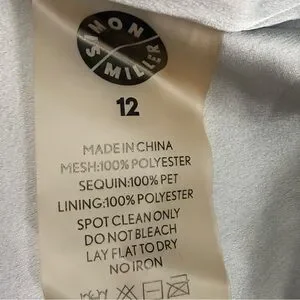 SIMON
MILLER
12
MADE IN CHINA
MESH:100% POLYESTER
SEQUIN:100% PET
LINING:100% POLYESTER
SPOT CLEAN ONLY
DO NOT BLEACH
LAY FLAT TO DRY
NO IRON